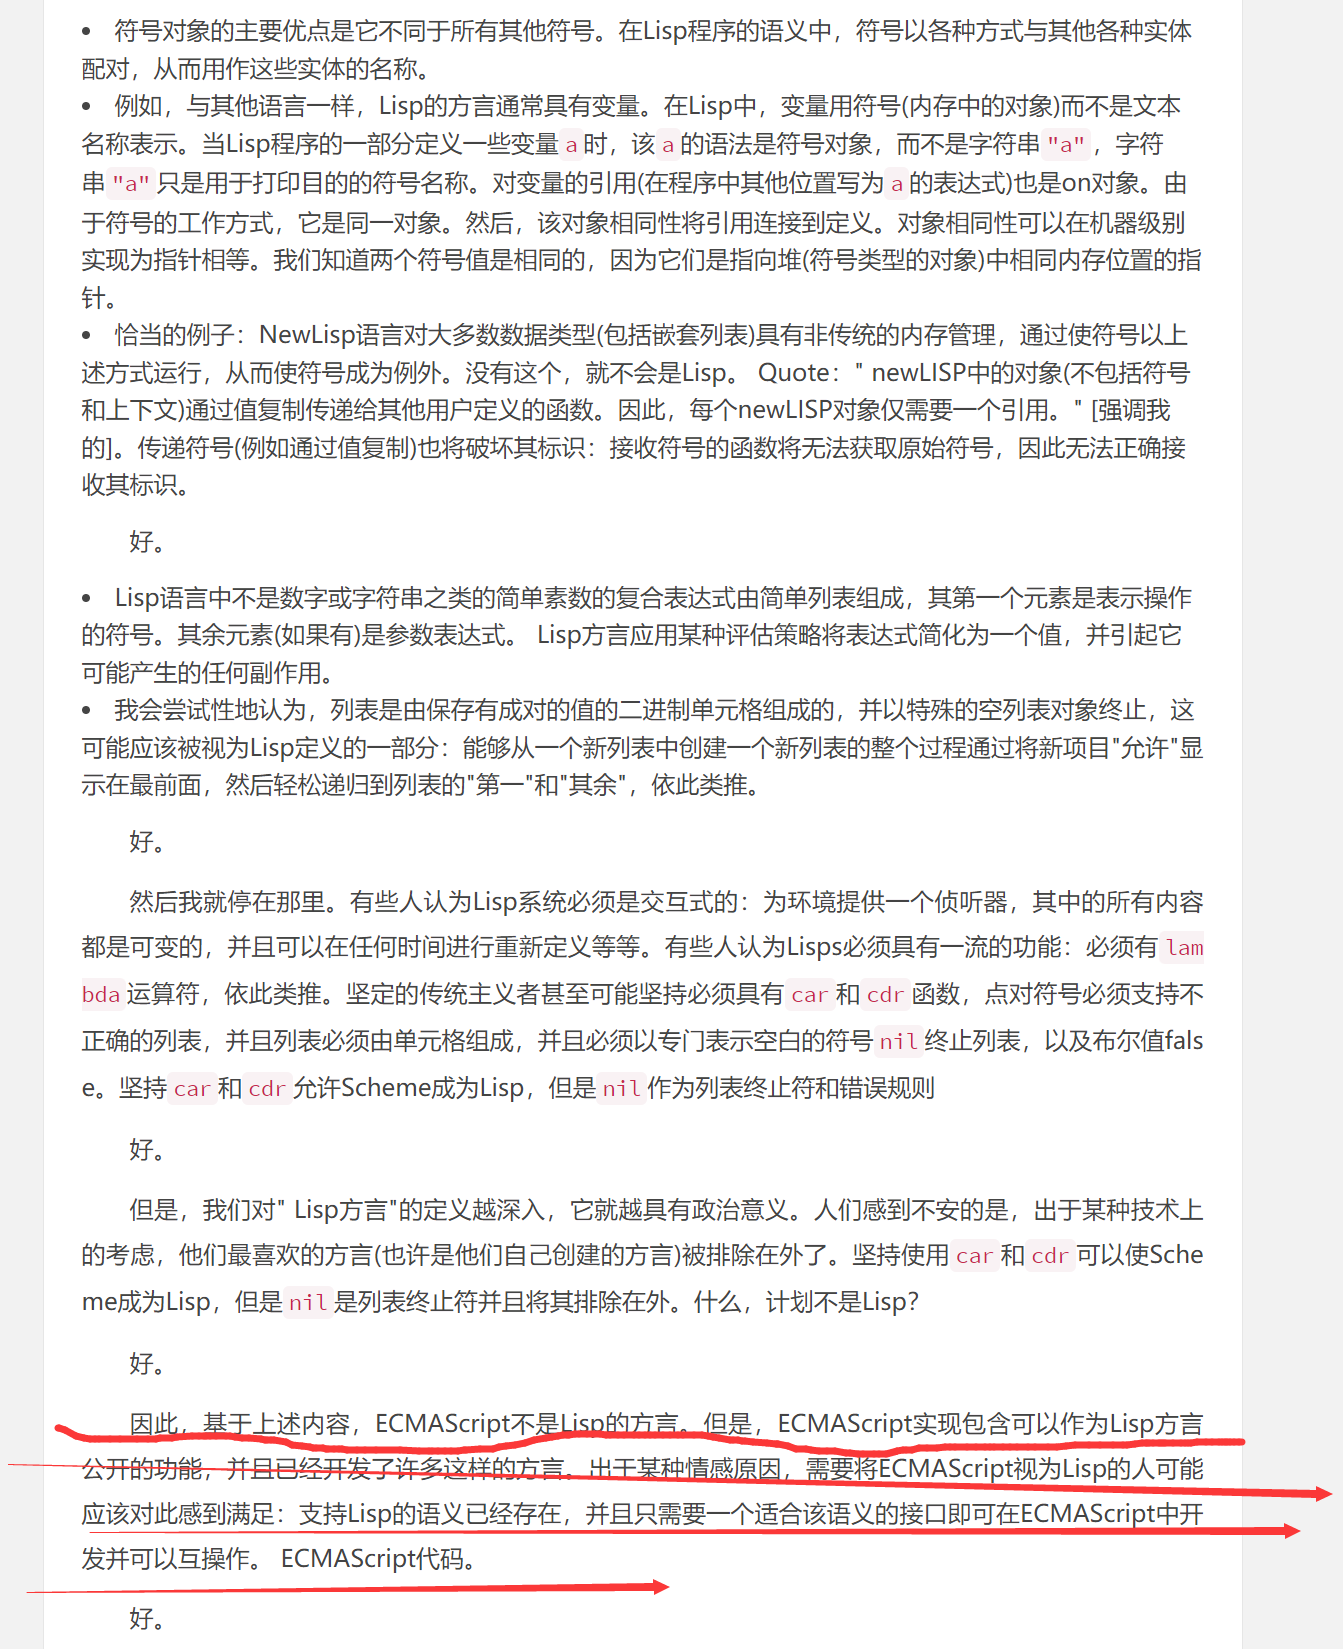 • 符号对象的主要优点是它不同于所有其他符号。在Lisp程序的语义中，符号以各种方式与其他各种实体
配对，从而用作这些实体的名称。
• 例如，与其他语言一样，Lisp的方言通常具有变量。在Lisp中，变量用符号(内存中的对象)而不是文本
名称表示。当Lisp程序的一部分定义一些变量a时，该a的语法是符号对象，而不是字符串"a"，字符
串"a"只是用于打印目的的符号名称。对变量的引用(在程序中其他位置写为a的表达式)也是on对象。由
于符号的工作方式，它是同一对象。然后，该对象相同性将引用连接到定义。对象相同性可以在机器级别
实现为指针相等。我们知道两个符号值是相同的，因为它们是指向堆(符号类型的对象)中相同内存位置的指
针。
• 恰当的例子：NewLisp语言对大多数数据类型(包括嵌套列表)具有非传统的内存管理，通过使符号以上
述方式运行，从而使符号成为例外。没有这个，就不会是Lisp。 Quote：" newLISP中的对象(不包括符号
和上下文)通过值复制传递给其他用户定义的函数。因此，每个newLISP对象仅需要一个引用。" [强调我
的]。传递符号(例如通过值复制)也将破坏其标识：接收符号的函数将无法获取原始符号，因此无法正确接
收其标识。
好。
• Lisp语言中不是数字或字符串之类的简单素数的复合表达式由简单列表组成，其第一个元素是表示操作
的符号。其余元素(如果有)是参数表达式。 Lisp方言应用某种评估策略将表达式简化为一个值，并引起它
可能产生的任何副作用。
• 我会尝试性地认为，列表是由保存有成对的值的二进制单元格组成的，并以特殊的空列表对象终止，这
可能应该被视为Lisp定义的一部分：能够从一个新列表中创建一个新列表的整个过程通过将新项目"允许"显
示在最前面，然后轻松递归到列表的"第一"和"其余"，依此类推。
好。
然后我就停在那里。有些人认为Lisp系统必须是交互式的：为环境提供一个侦听器，其中的所有内容
都是可变的，并且可以在任何时间进行重新定义等等。有些人认为Lisps必须具有一流的功能：必须有lam
bda运算符，依此类推。坚定的传统主义者甚至可能坚持必须具有car和cdr函数，点对符号必须支持不
正确的列表，并且列表必须由单元格组成，并且必须以专门表示空白的符号nil终止列表，以及布尔值fals
e。坚持car和cdr允许Scheme成为Lisp，但是nil作为列表终止符和错误规则
好。
但是，我们对" Lisp方言"的定义越深入，它就越具有政治意义。人们感到不安的是，出于某种技术上
的考虑，他们最喜欢的方言(也许是他们自己创建的方言)被排除在外了。坚持使用car和cdr可以使Sche
me成为Lisp，但是nil是列表终止符并且将其排除在外。什么，计划不是Lisp？
好。
因此，基于上述内容，ECMAScript不是Lisp的方言。但是，ECMAScript实现包含可以作为Lisp方言
公开的功能，并且已经开发了许多这样的方言。出于某种情感原因，需要将ECMAScript视为Lisp的人可能
应该对此感到满足：支持Lisp的语义已经存在，并且只需要一个适合该语义的接口即可在ECMAScript中开
发并可以互操作。 ECMAScript代码。
好。